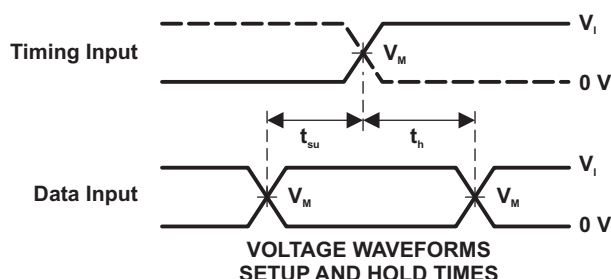 V_I
Timing Input
V_M
0 V
t_su
t_h
V_I
Data Input
V_M
V_M
0 V
VOLTAGE WAVEFORMS
SETUP AND HOLD TIMES